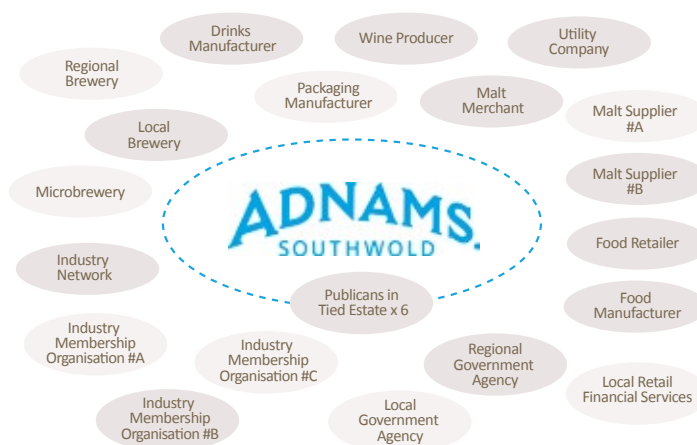 Drinks
Manufacturer
Wine Producer
Utility
Company
Regional
Brewery
Packaging
Manufacturer
Malt
Merchant
Malt Supplier
#A
Local
Brewery
Microbrewery
ADNAMS
SOUTHWOLD
Malt Supplier
#B
Food Retailer
Industry
Network
Publicans in
Tied Estate x 6
Food
Manufacturer
Industry
Membership
Organisation #A
Industry
Membership
Organisation #C
Regional
Government
Agency
Local Retail
Financial Services
Industry
Membership
Organisation #B
Local
Government
Agency